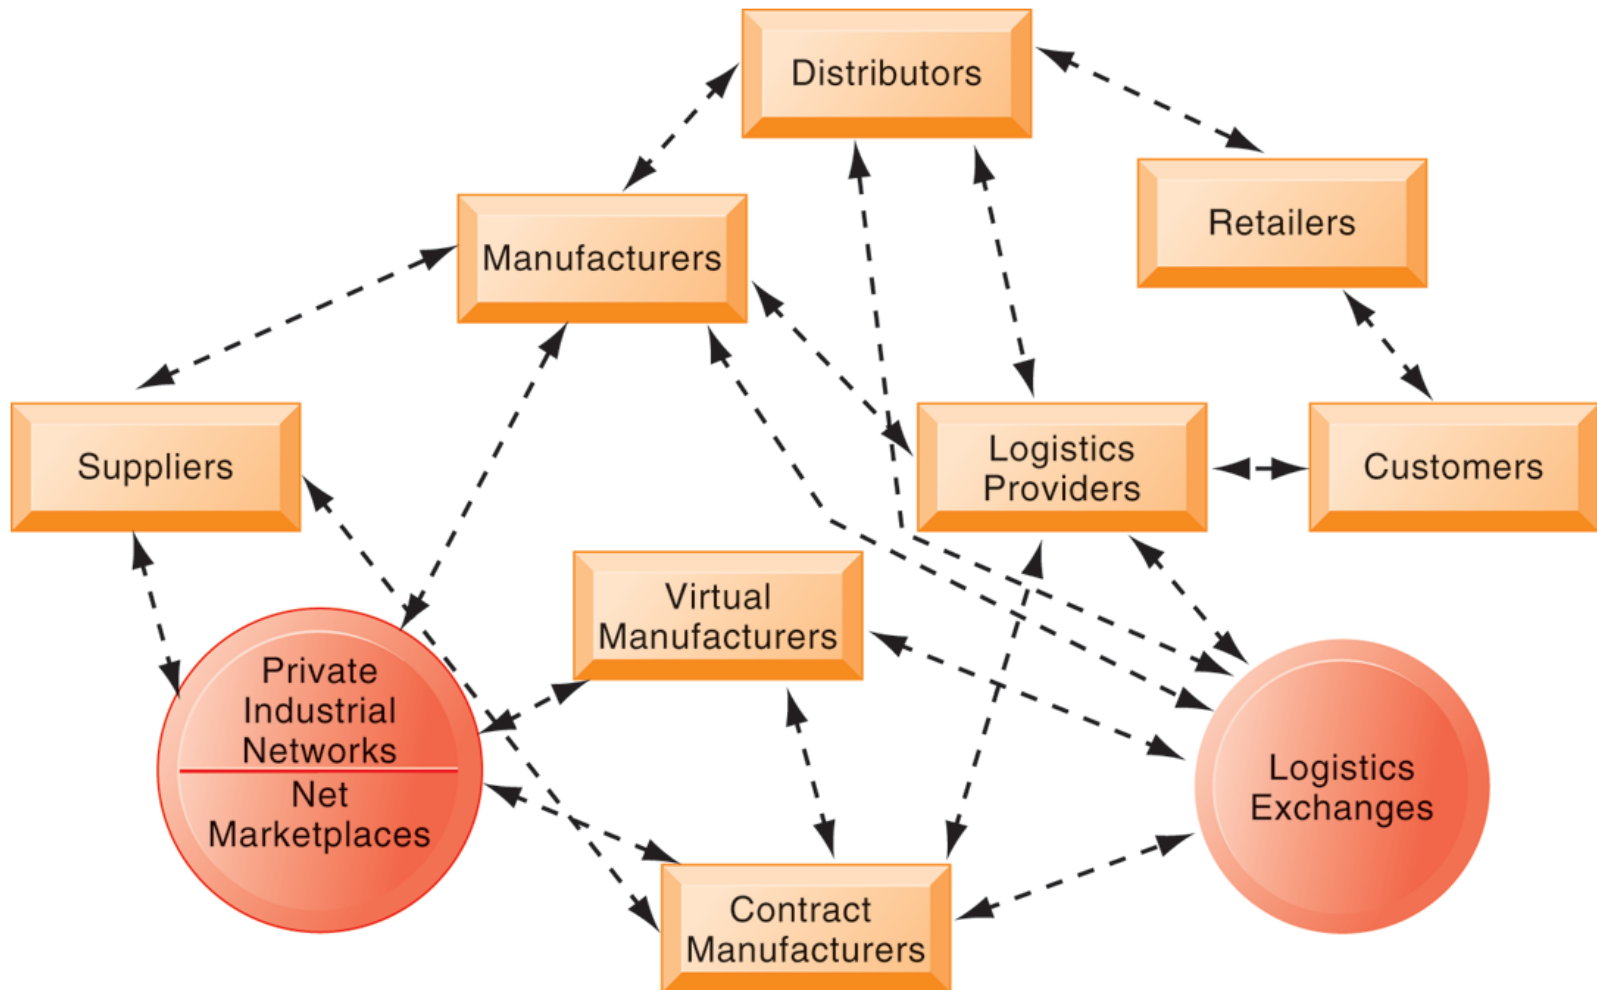 Distributors
Retailers
Manufacturers
Suppliers
Logistics
Providers
Customers
Virtual
Manufacturers
Private
Industrial
Networks
Net
Marketplaces
Logistics
Exchanges
Contract
Manufacturers